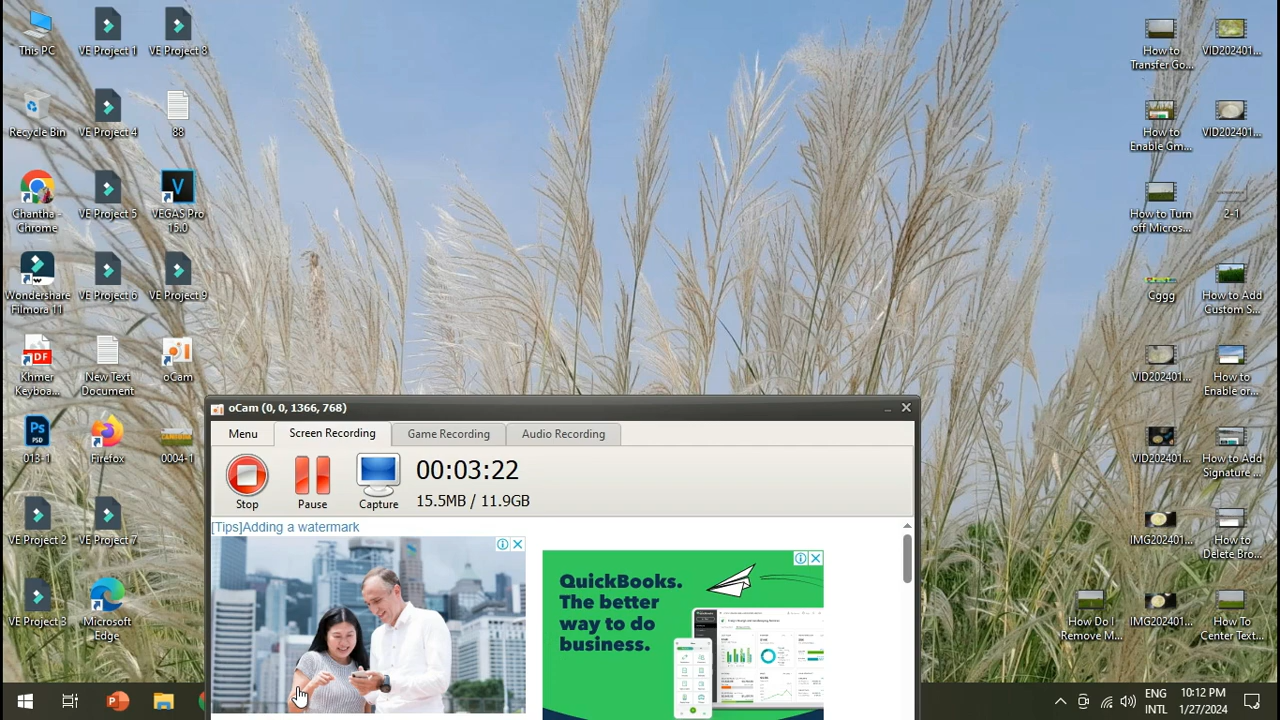 This PC
VE Project 1
VE Project 8
Recycle Bin
VE Project 4
88
Chantha -
Chrome
VE Project 5
VEGAS Pro
15.0
Wondershare
Filmora 11
VE Project 6
VE Project 9
Khmer
Keyboa...
New Text
Document
oCam
013-1
Firefox
0004-1
VE Project 2
VE Project 7
VE Project 3
Microsoft
Edge
How to
Transfer Go...
VID202401...
How to
Enable Gm...
VID202401...
How to Turn
off Micros...
2-1
Cggg
How to Add
Custom S...
VID202401...
How to
Enable or...
VID202401...
How to Add
Signature ...
IMG202401...
How to
Delete Bro...
How Do I
Remove M...
How To
Center Text...
oCam (0, 0, 1366, 768)
Menu
Screen Recording
Game Recording
Audio Recording
Stop
Pause
Capture
00:03:22
15.5MB / 11.9GB
[Tips]Adding a watermark
QuickBooks.
The better
way to do
business.
ENG
INTL
10:12 PM
1/27/2024